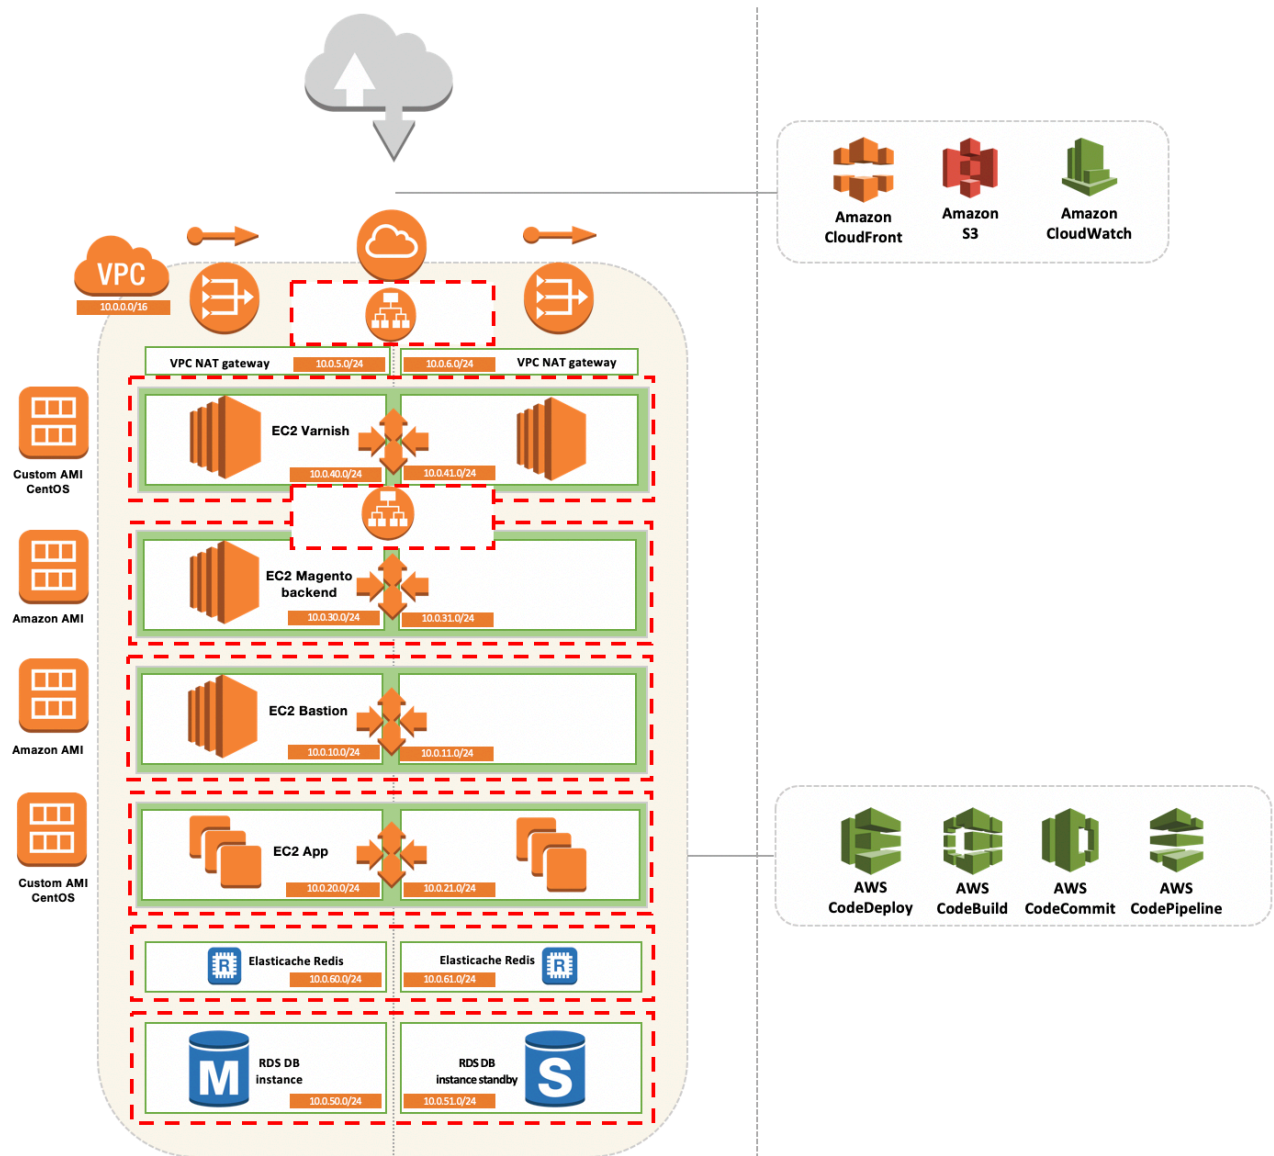 Amazon
CloudFront
Amazon
S3
Amazon
CloudWatch
VPC
10.0.0.0/16
VPC NAT gateway
10.0.5.0/24
10.0.6.0/24
VPC NAT gateway
Custom AMI
CentOS
EC2 Varnish
10.0.40.0/24
10.0.41.0/24
Amazon AMI
EC2 Magento
backend
10.0.30.0/24
10.0.31.0/24
Amazon AMI
EC2 Bastion
10.0.10.0/24
10.0.11.0/24
Custom AMI
CentOS
EC2 App
10.0.20.0/24
10.0.21.0/24
AWS
CodeDeploy
AWS
CodeBuild
AWS
CodeCommit
AWS
CodePipeline
R
Elasticache Redis
10.0.60.0/24
Elasticache Redis
R
10.0.61.0/24
M
RDS DB
instance
10.0.50.0/24
RDS DB
instance standby
S
10.0.51.0/24